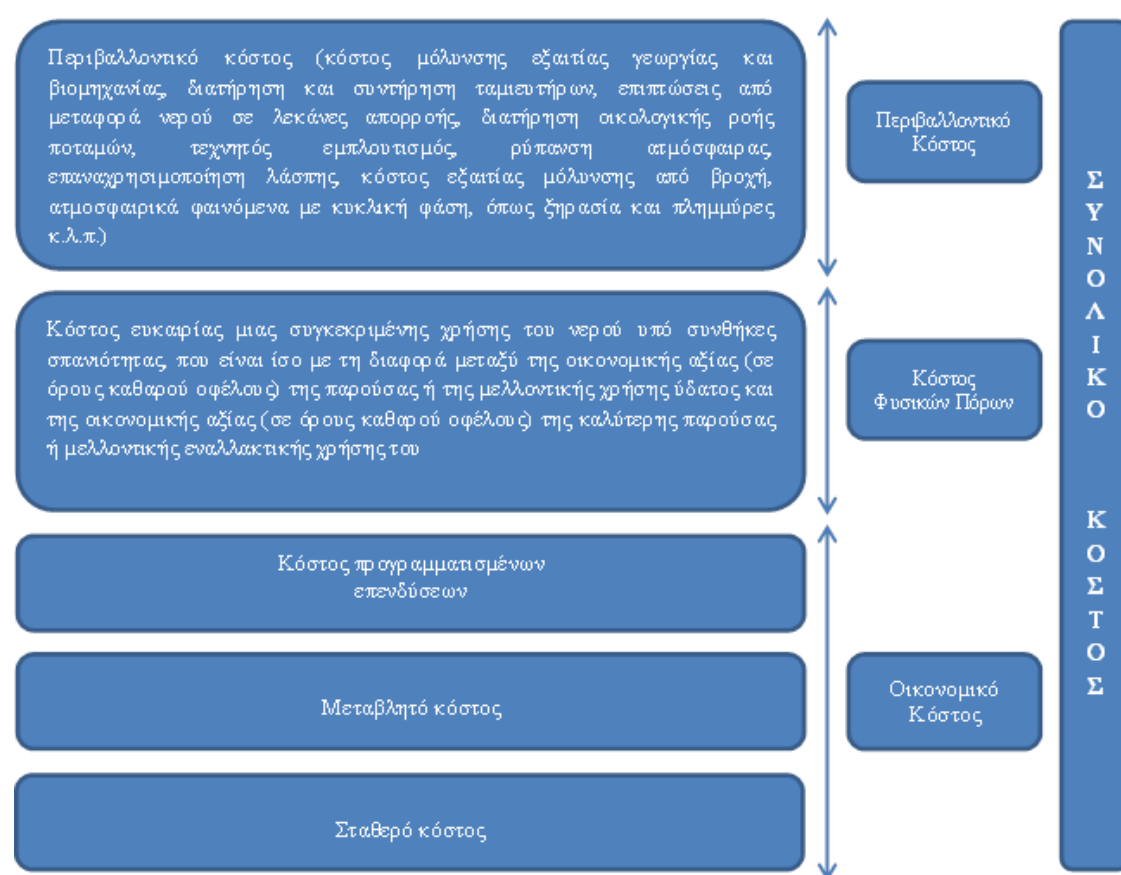 Περιβαλλοντικό κόστος (κόστος μόλυνσης εξαιτίας γεωργίας και
βιομηχανίας, διατήρηση και συντήρηση ταμιευτήρων, επιπτώσεις από
μεταφορά νερού σε λεκάνες απορροής, διατήρηση οικολογικής ροής
ποταμών, τεχνητός εμπλουτισμός, ρύπανση ατμόσφαιρας,
επαναχρησιμοποίηση λάσπης, κόστος εξαιτίας μόλυνσης από βροχή,
ατμοσφαιρικά φαινόμενα με κυκλική φάση, όπως ξηρασία και πλημμύρες
κ.λ.π.)
Περιβαλλοντικό
Κόστος
Κόστος ευκαιρίας μιας συγκεκριμένης χρήσης του νερού υπό συνθήκες
σπανιότητας, που είναι ίσο με τη διαφορά μεταξύ της οικονομικής αξίας (σε
όρους καθαρού οφέλους) της παρούσας ή της μελλοντικής χρήσης ύδατος και
της οικονομικής αξίας (σε όρους καθαρού οφέλους) της καλύτερης παρούσας
ή μελλοντικής εναλλακτικής χρήσης του
Κόστος
Φυσικών Πόρων
Κόστος προγραμματισμένων
επενδύσεων
Μεταβλητό κόστος
Σταθερό κόστος
Οικονομικό
Κόστος
ΣΥΝΟΛΙΚΟ ΚΟΣΤΟΣ